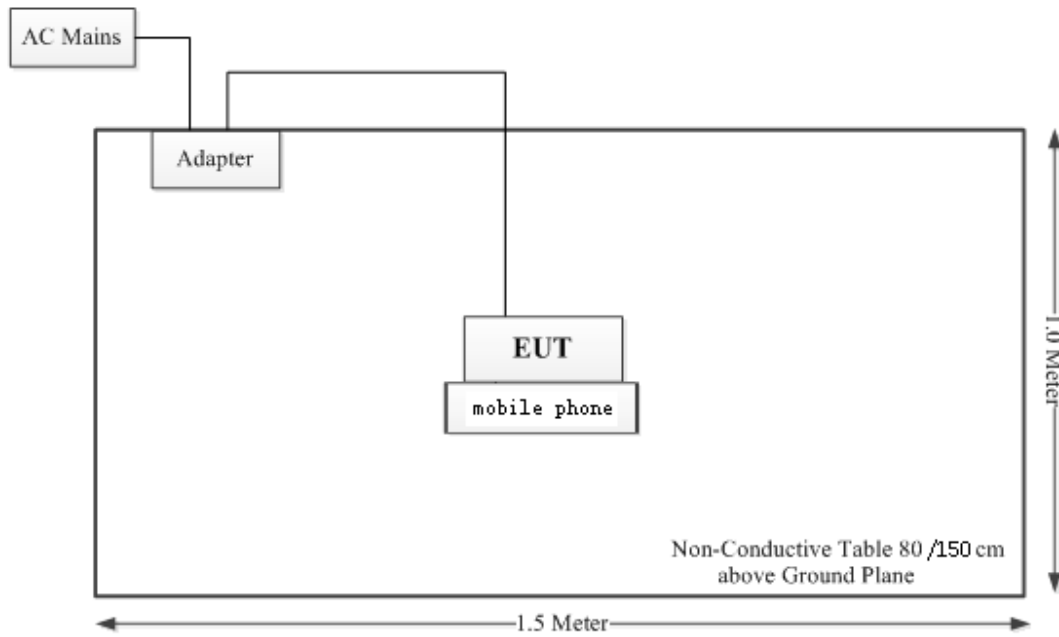 AC Mains
Adapter
EUT
mobile phone
1.0 Meter
Non-Conductive Table 80 /150 cm
above Ground Plane
1.5 Meter